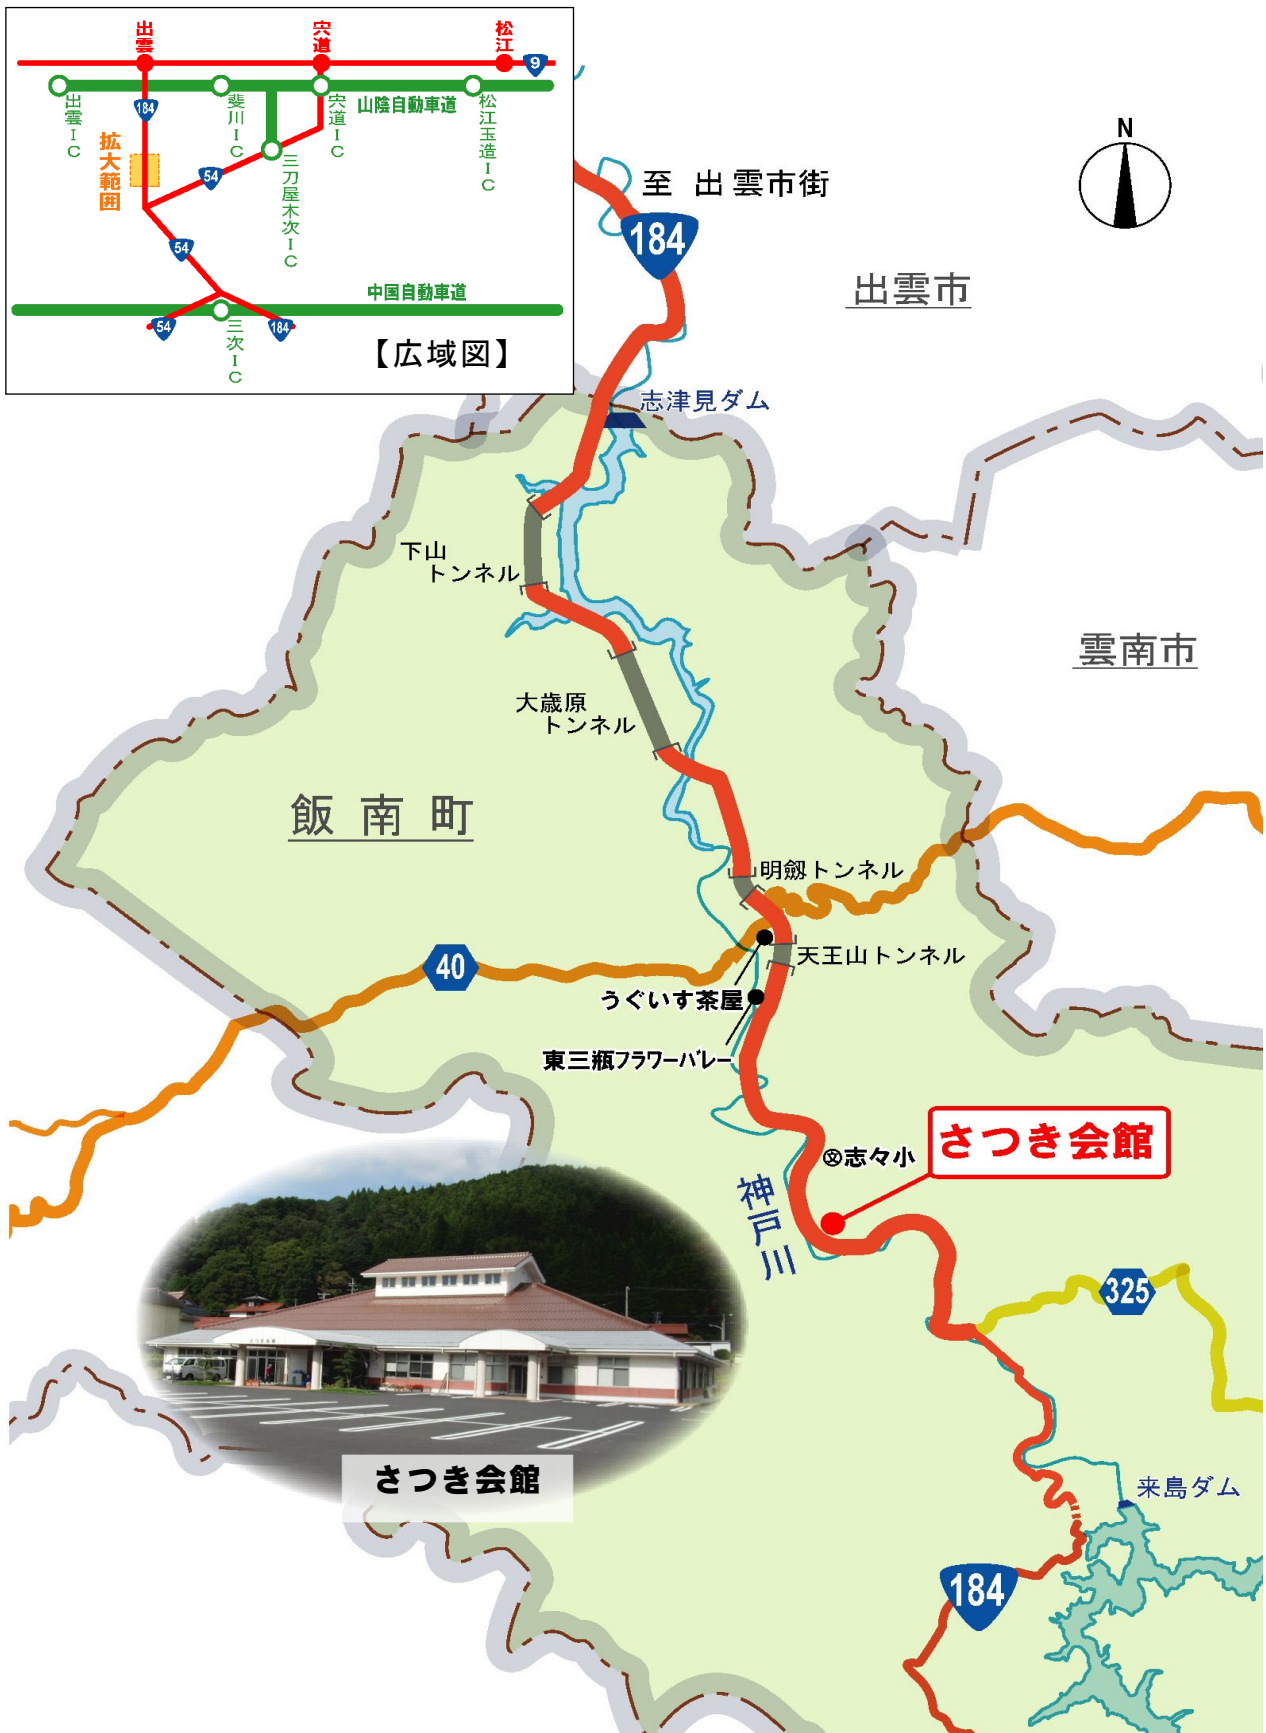 出雲
宍道
松江
9
出雲IC
184
斐川IC
宍道IC
山陰自動車道
松江玉造IC
拡大範囲
54
三刀屋木次IC
54
中国自動車道
54
三次IC
184
【広域図】
N
至 出雲市街
184
出雲市
志津見ダム
下山
トンネル
雲南市
大歳原
トンネル
飯南町
明剱トンネル
40
天王山トンネル
うぐいす茶屋
東三瓶フラワーバレー
さつき会館
文志々小
神戸川
325
さつき会館
来島ダム
184